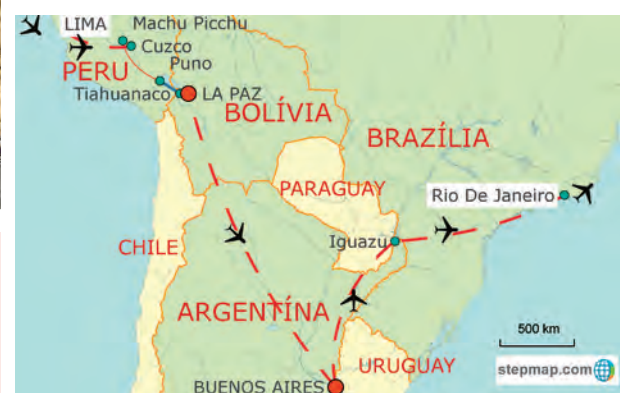 LIMA
Machu Picchu
Cuzco
PERU
Puno
Tiahuanaco
LA PAZ
BOLÍVIA
BRAZÍLIA
PARAGUAY
Rio De Janeiro
CHILE
Iguazu
ARGENTÍNA
500 km
URUGUAY
stepmap.com
BUENOS AIRES